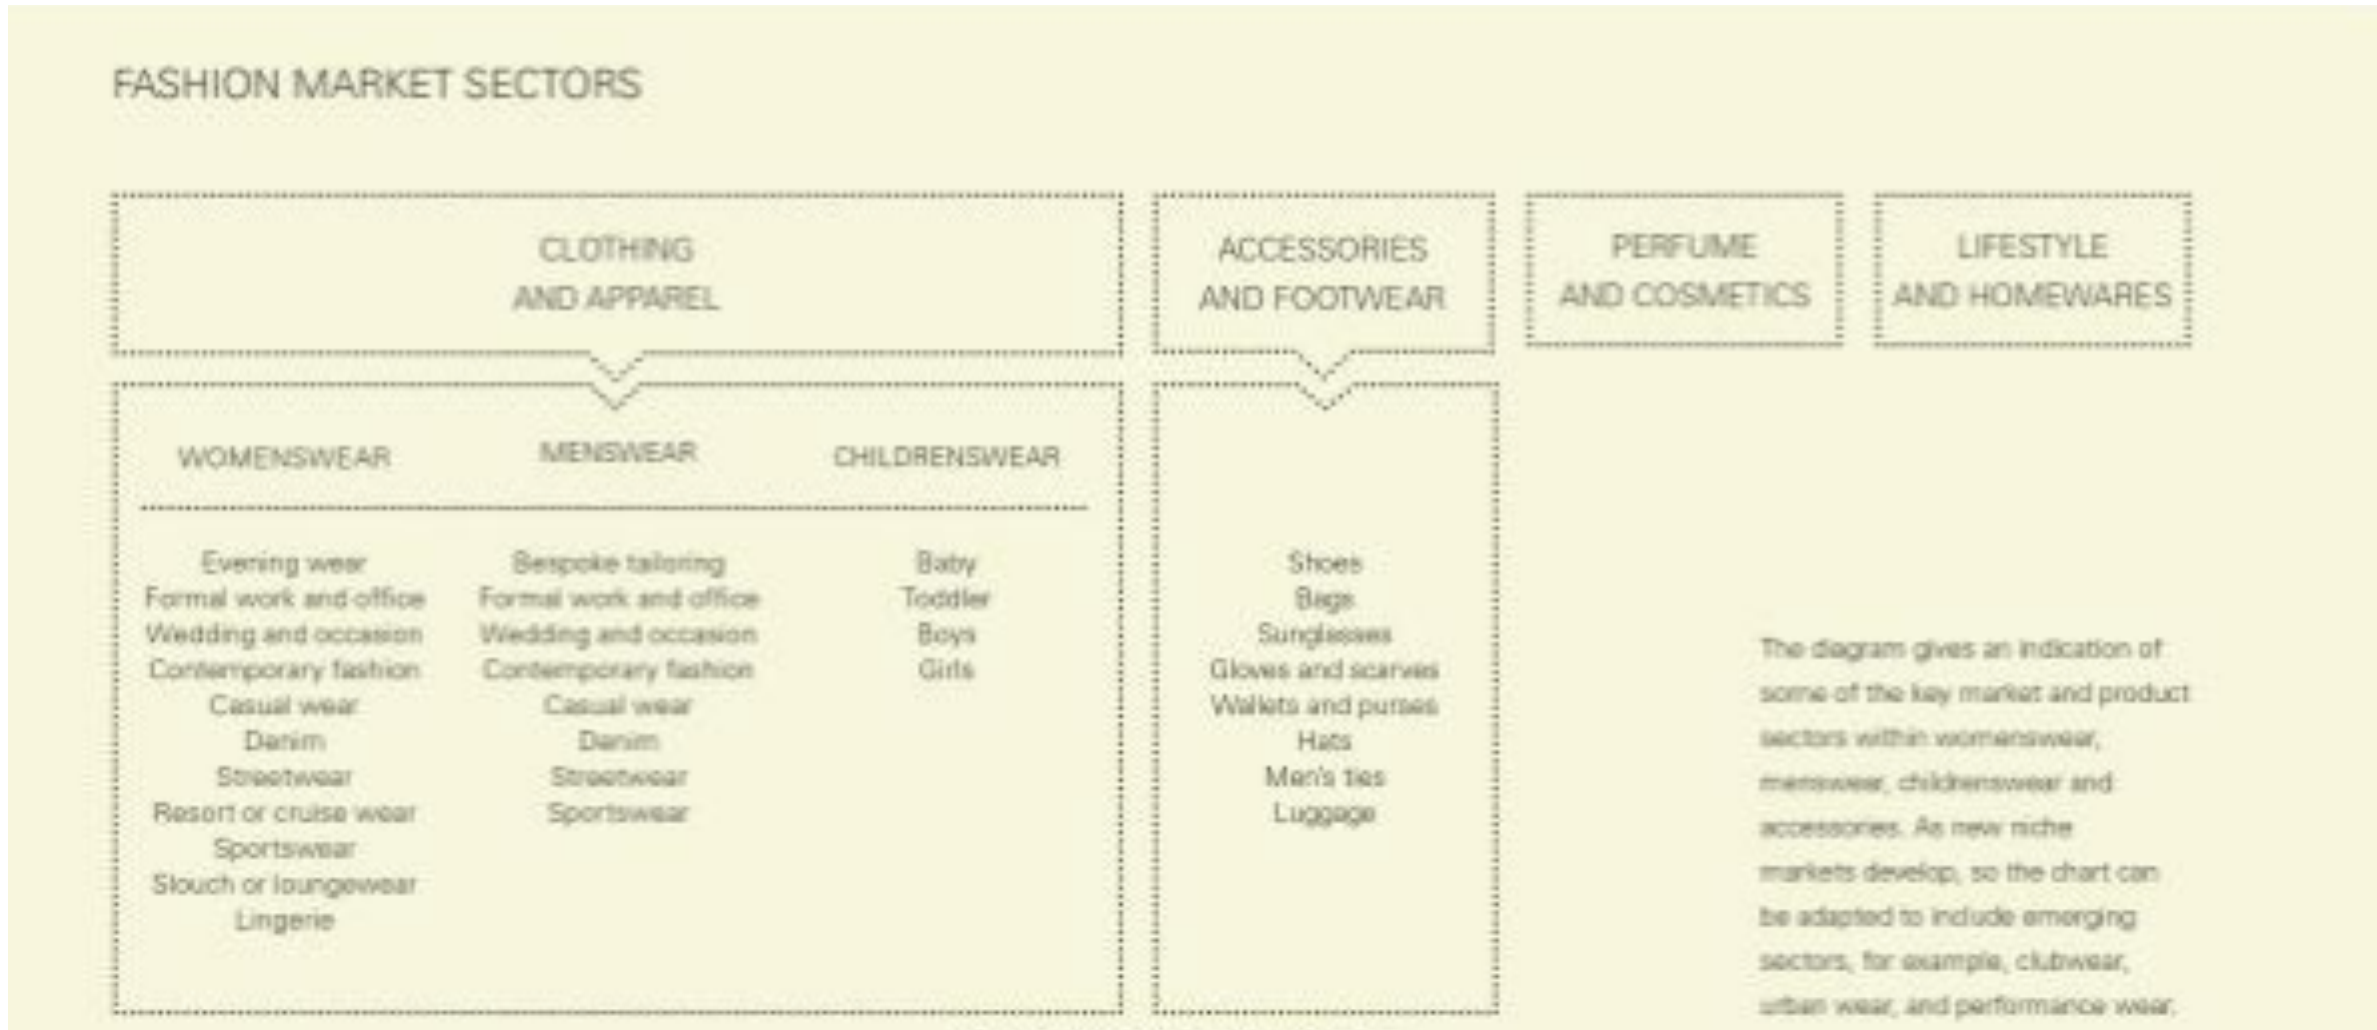 FASHION MARKET SECTORS
CLOTHING
AND APPAREL
ACCESSORIES
AND FOOTWEAR
PERFUME
AND COSMETICS
LIFESTYLE
AND HOMEWARES
WOMENSWEAR
Evening wear
Formal work and office
Wedding and occasion
Contemporary fashion
Casual wear
Denim
Streetwear
Resort or cruise wear
Sportswear
Slouch or loungewear
Lingerie
MENSWEAR
Bespoke tailoring
Formal work and office
Wedding and occasion
Contemporary fashion
Casual wear
Denim
Streetwear
Sportswear
CHILDRENSWEAR
Baby
Toddler
Boys
Girls
Shoes
Bags
Sunglasses
Gloves and scarves
Wallets and purses
Hats
Men's ties
Luggage
The diagram gives an indication of
some of the key market and product
sectors within womenswear,
menswear, childrenswear and
accessories. As new niche
markets develop, so the chart can
be adapted to include emerging
sectors, for example, clubwear,
urban wear, and performance wear.